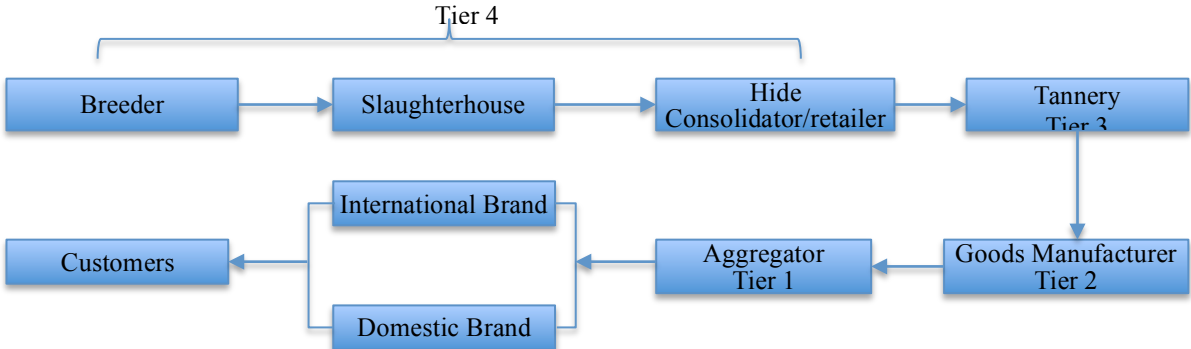 Tier 4
Breeder
Slaughterhouse
Hide
Consolidator/retailer
Tannery
Tier 3
International Brand
Customers
Aggregator
Tier 1
Goods Manufacturer
Tier 2
Domestic Brand